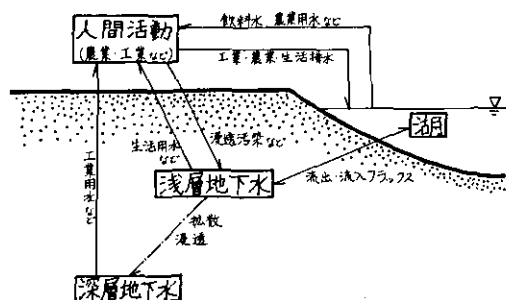 人間活動
(農業・工業など)
飲料水、農業用水など
工業・農業・生活排水
湖
生活用水
など
浸透汚染など
工業用水など
浅層地下水
流出・流入フラックス
拡散
浸透
深層地下水